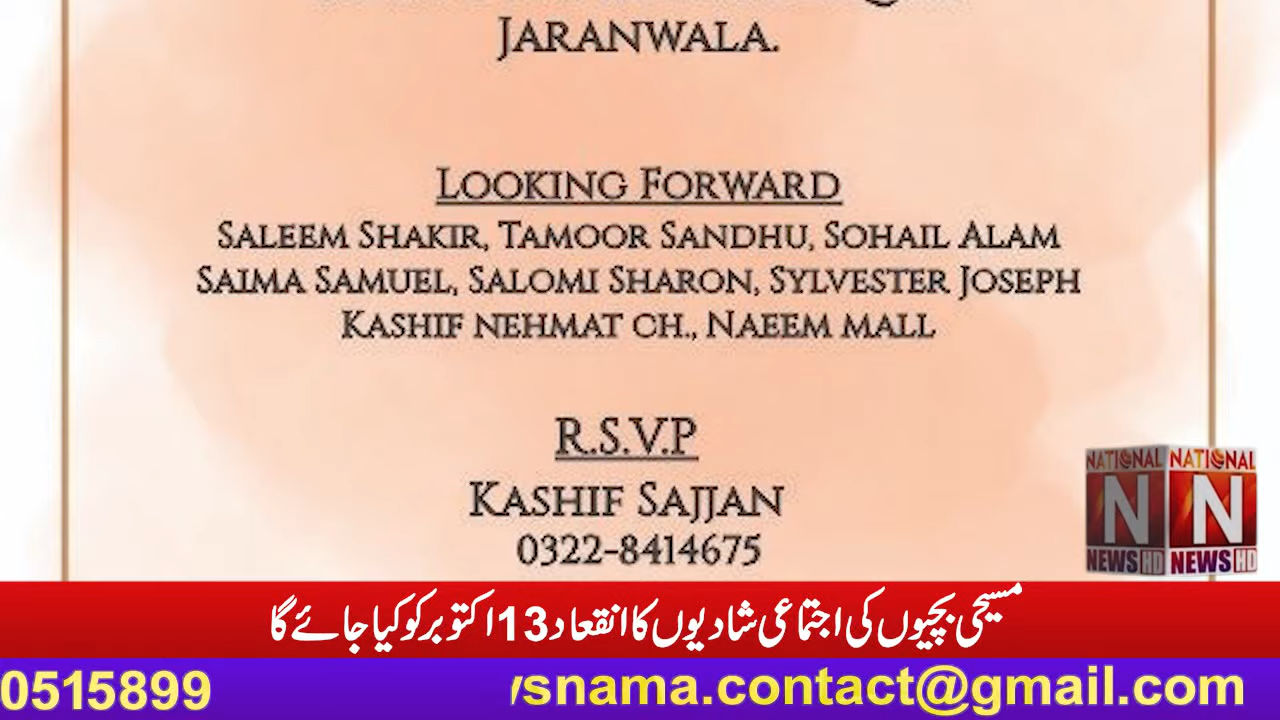 JARANWALA.
LOOKING FORWARD
SALEEM SHAKIR, TAMOOR SANDHU, SOHAIL ALAM
SAIMA SAMUEL, SALOMI SHARON, SYLVESTER JOSEPH
KASHIF NEHMAT CH., NAEEM MALL
R.S.V.P
KASHIF SAJJAN
0322-8414675
NATIONAL NATIONAL
N N
NEWS HD NEWS HD
مسیحی بچیوں کی اجتماعی شادیوں کا انقعاد 13 اکتوبر کو کیا جائے گا
0515899 snama.contact@gmail.com